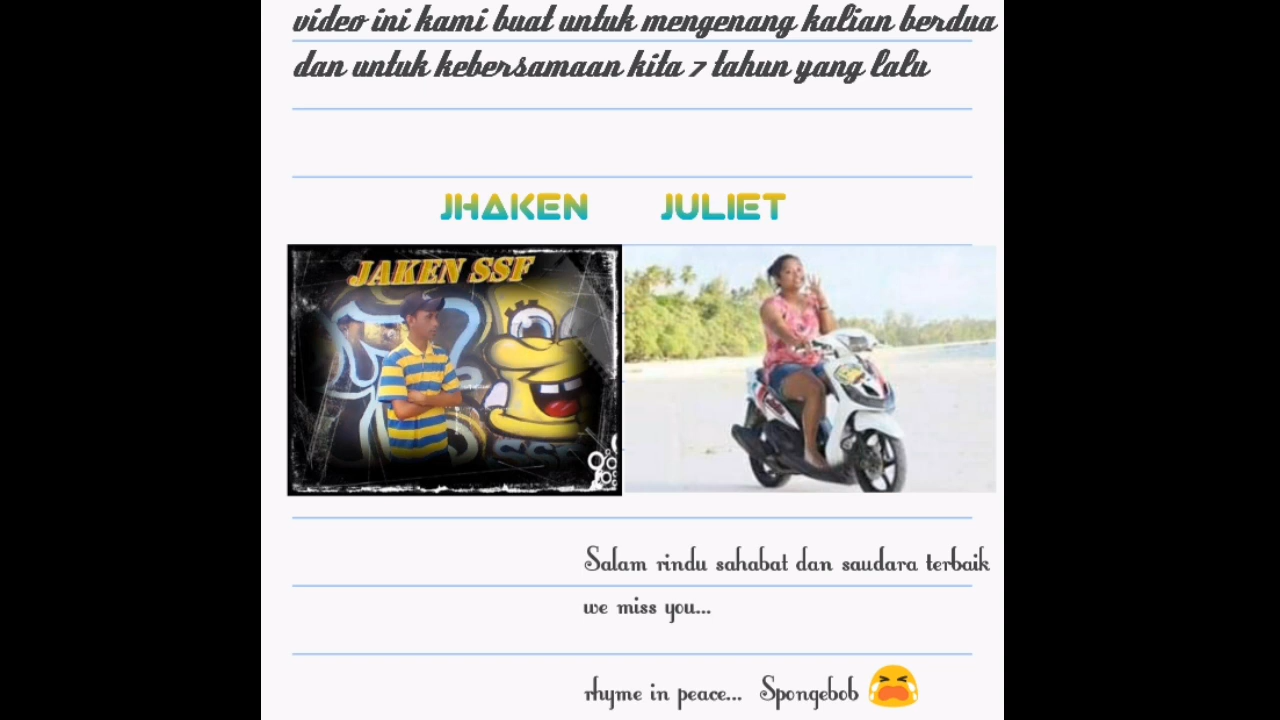 video ini kami buat untuk mengenang kalian berdua
dan untuk kebersamaan kita 7 tahun yang lalu
JHAKEN JULIET
JAKEN SSF
SSF
Salam rindu sahabat dan saudara terbaik
we miss you...
rhyme in peace... Spongebob 😭